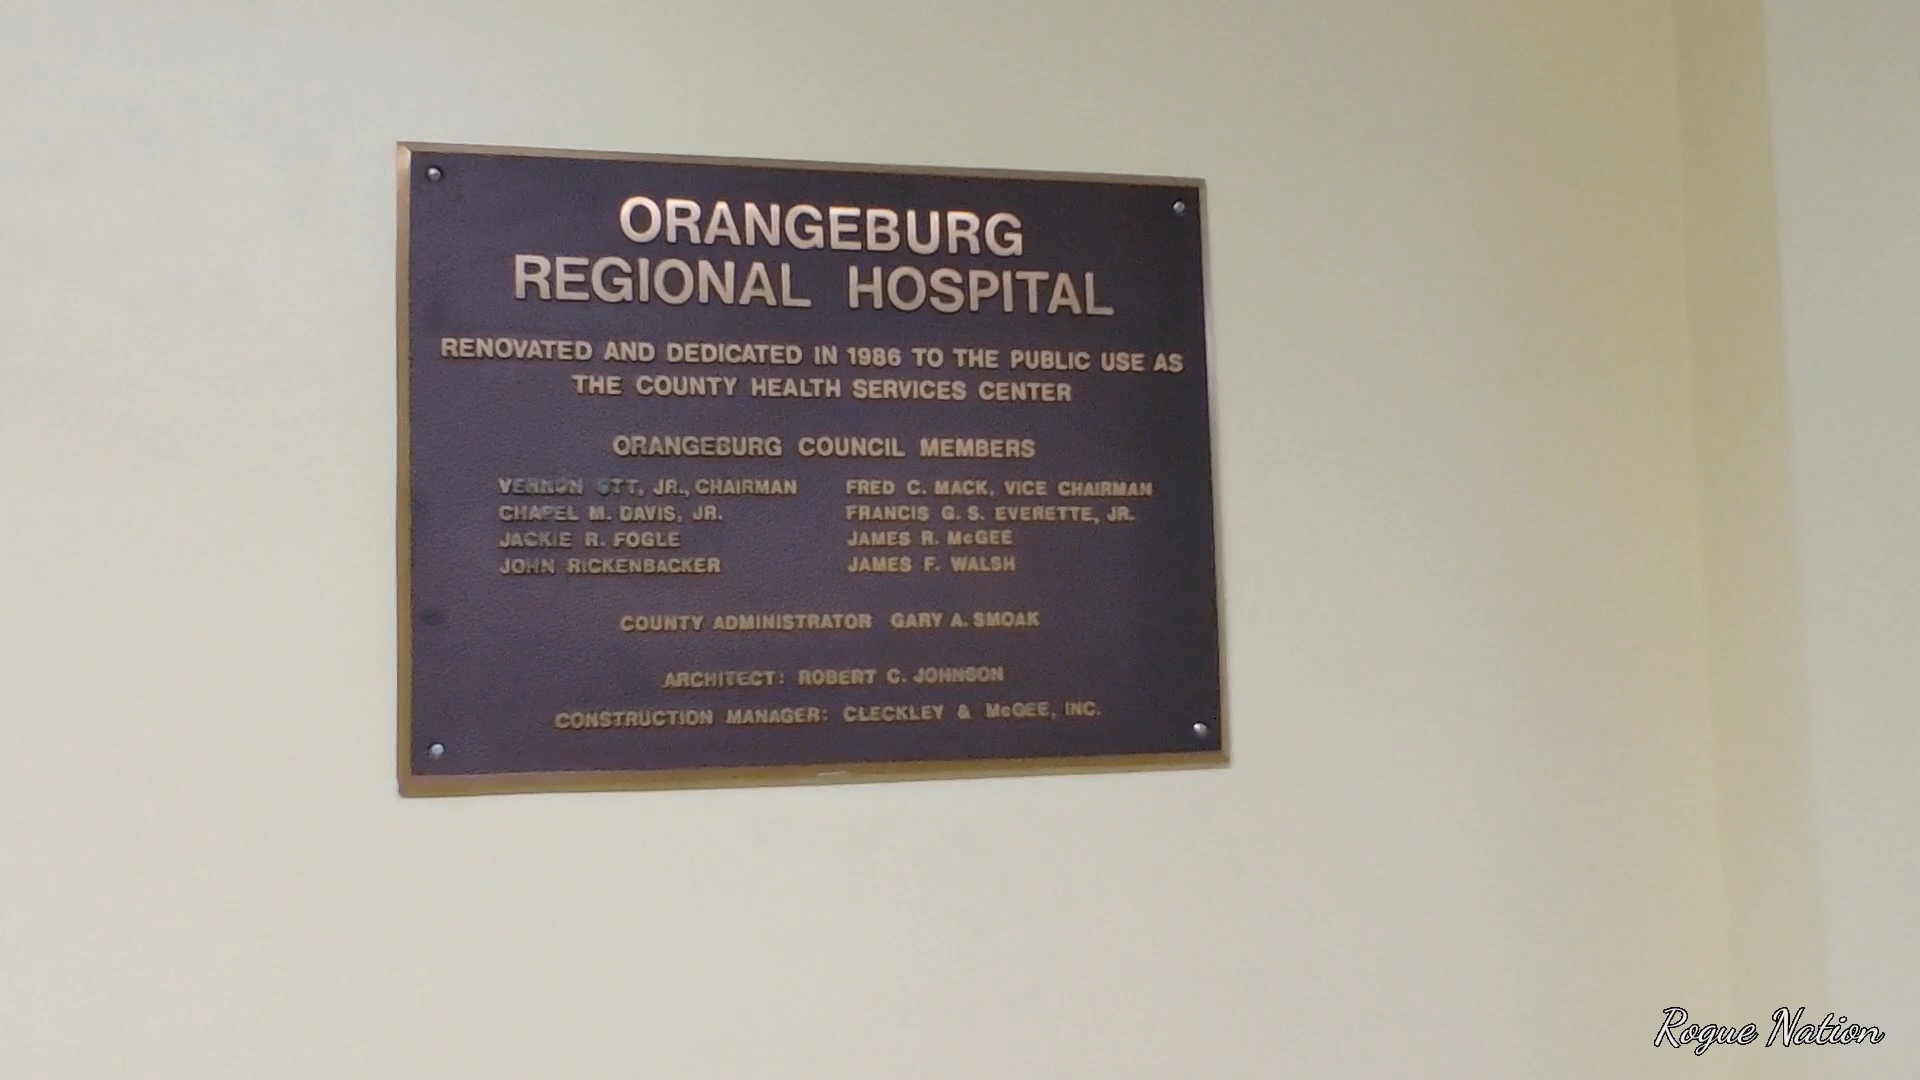 ORANGEBURG
REGIONAL HOSPITAL
RENOVATED AND DEDICATED IN 1986 TO THE PUBLIC USE AS
THE COUNTY HEALTH SERVICES CENTER
ORANGEBURG COUNCIL MEMBERS
VERNON OTT, JR., CHAIRMAN FRED C. MACK, VICE CHAIRMAN
CHAPEL M. DAVIS, JR. FRANCIS G. S. EVERETTE, JR.
JACKIE R. FOGLE JAMES R. McGEE
JOHN RICKENBACKER JAMES F. WALSH
COUNTY ADMINISTRATOR GARY A. SMOAK
ARCHITECT: ROBERT C. JOHNSON
CONSTRUCTION MANAGER: CLECKLEY & McGEE, INC.
Rogue Nation